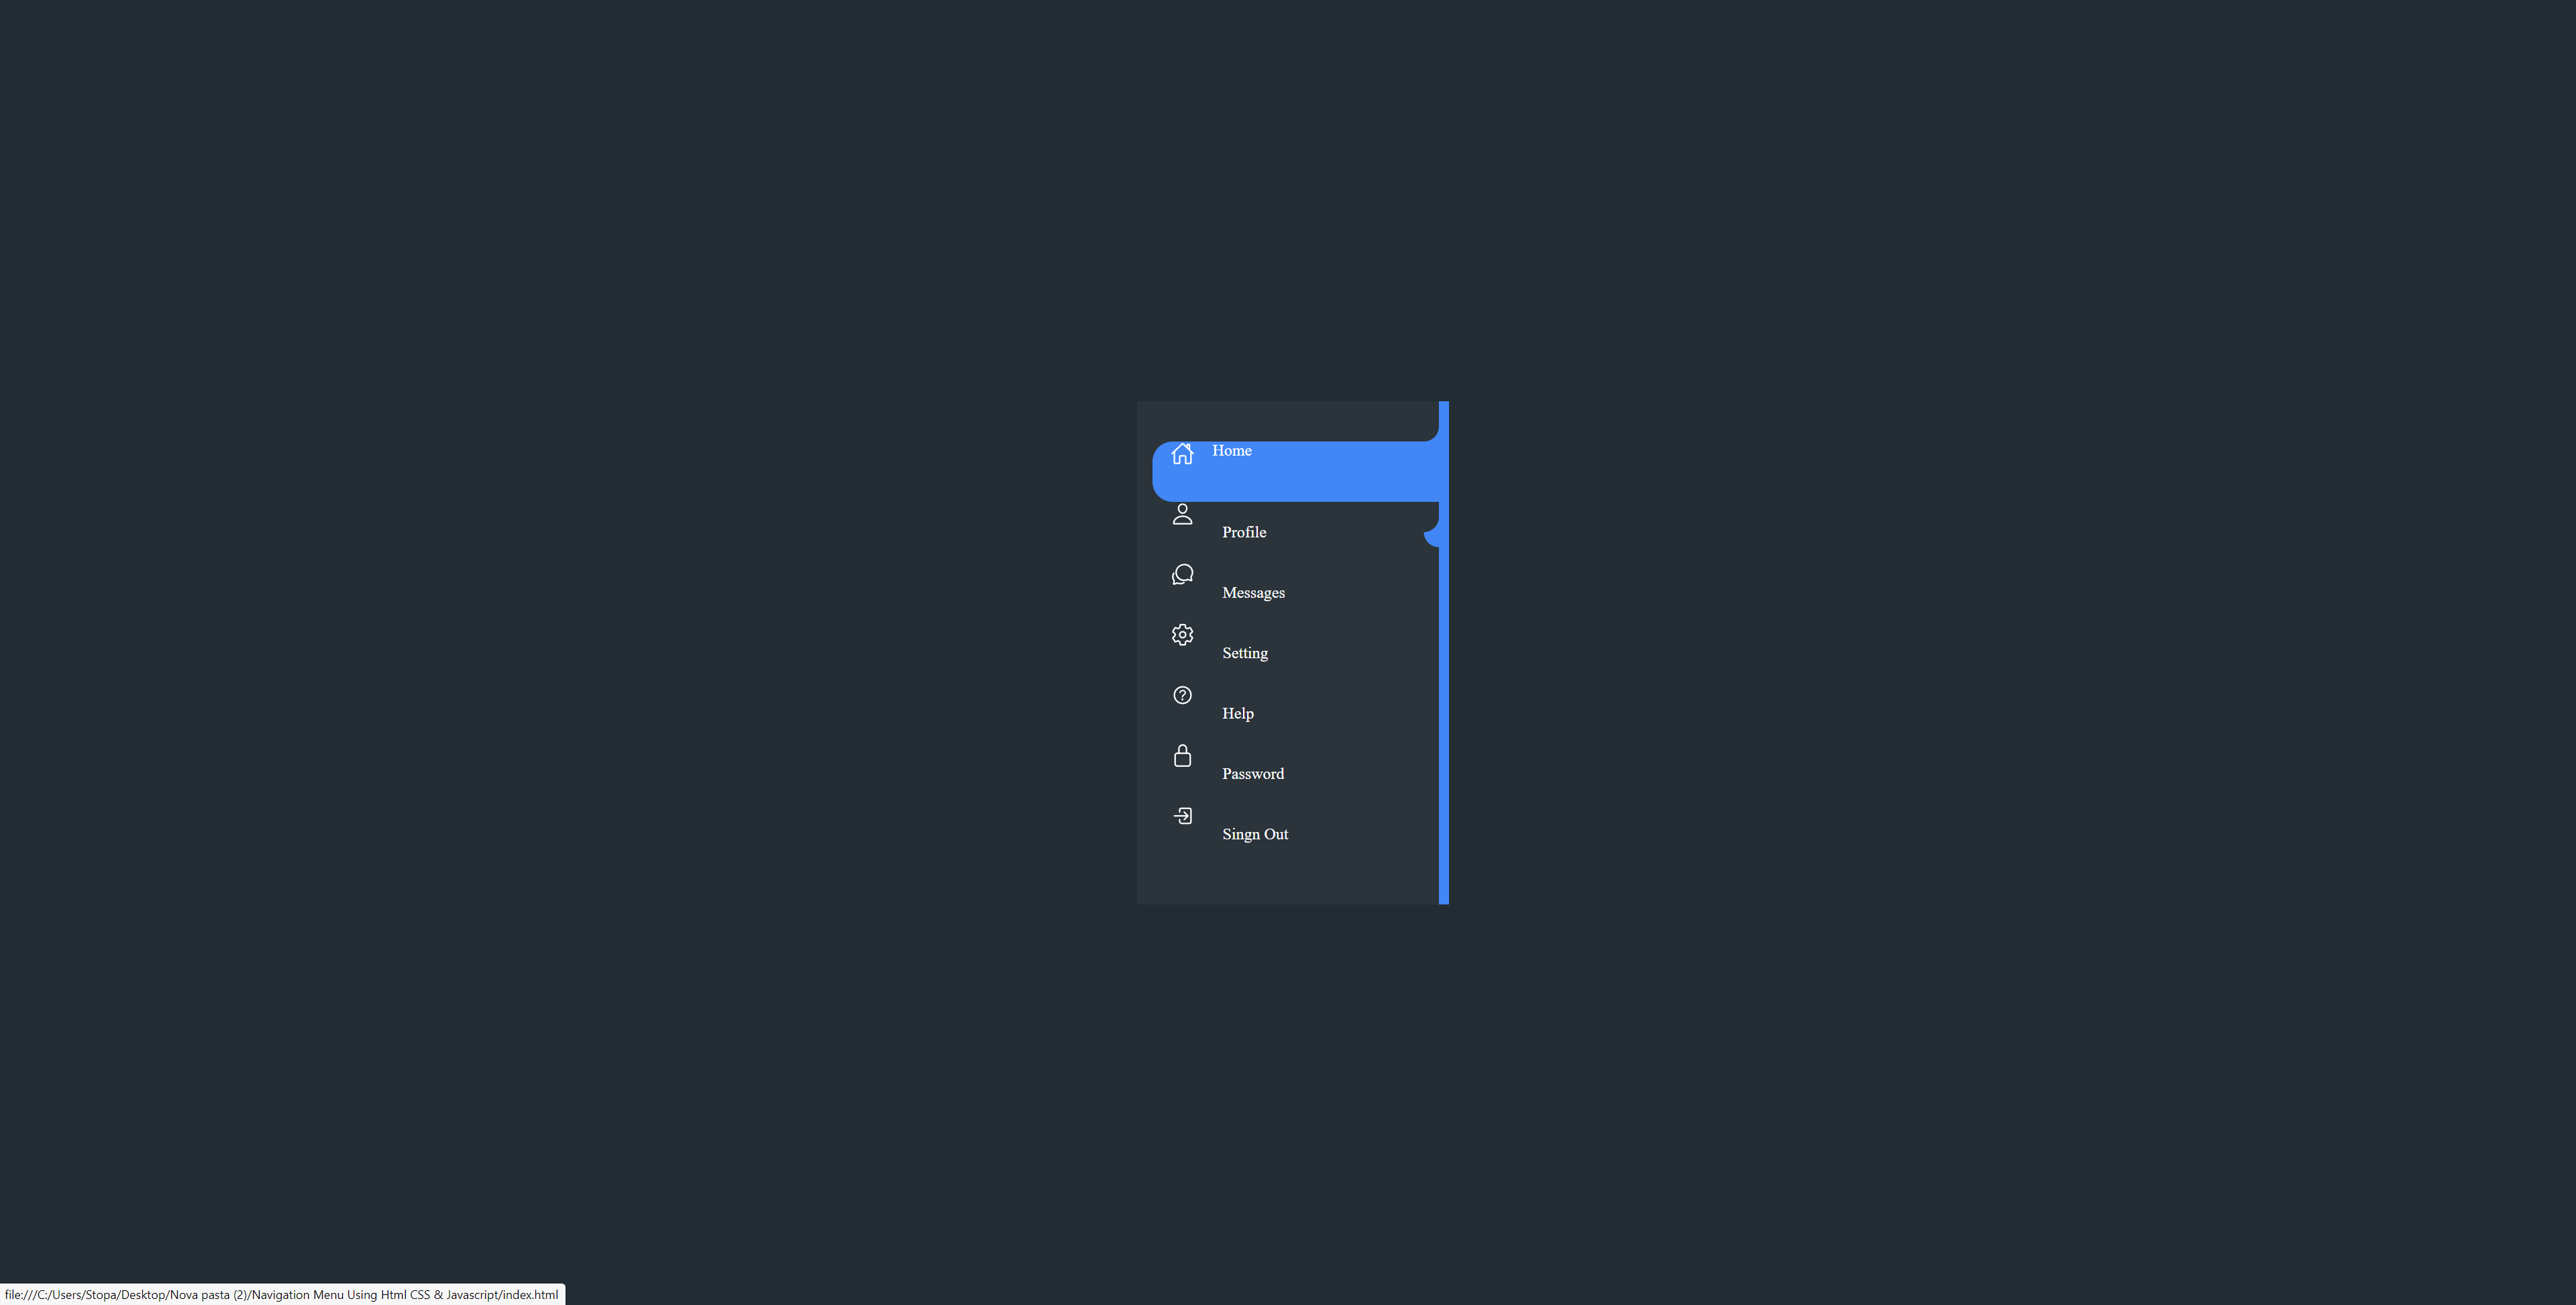 Home
Profile
Messages
Setting
Help
Password
Singn Out
file:///C:/Users/Stopa/Desktop/Nova pasta (2)/Navigation Menu Using Html CSS & Javascript/index.html